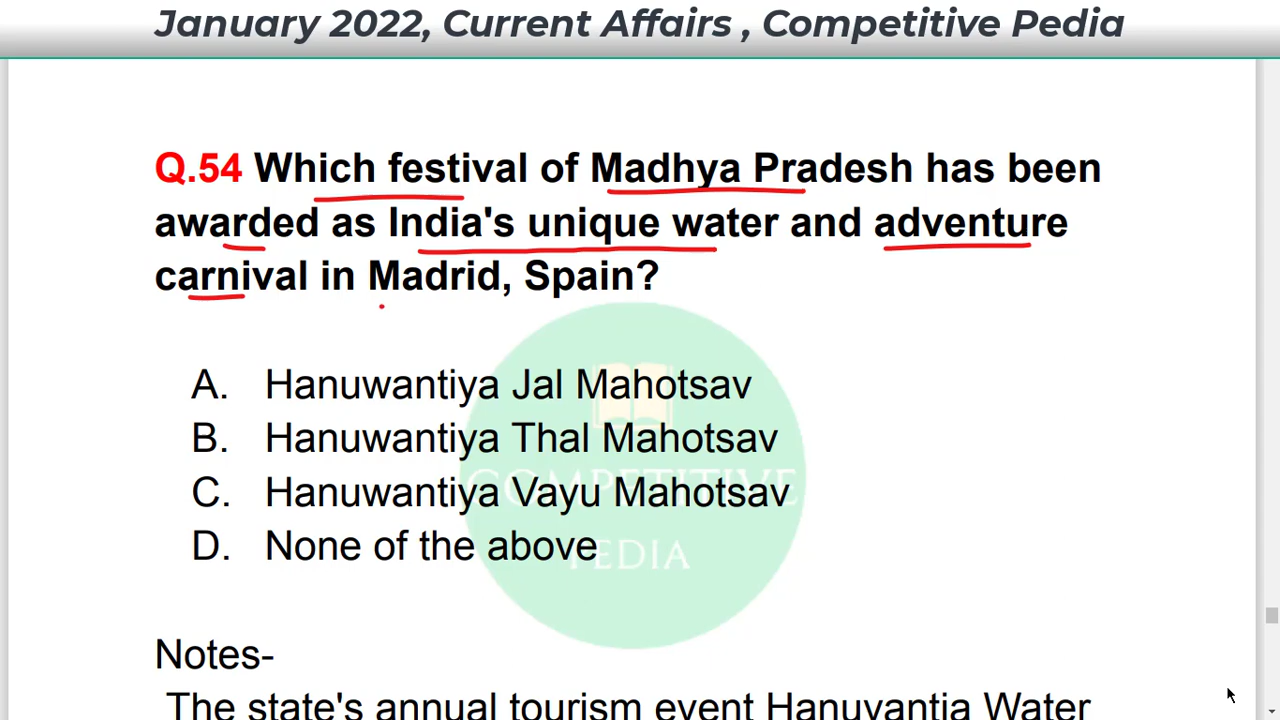 January 2022, Current Affairs , Competitive Pedia
Q.54 Which festival of Madhya Pradesh has been
awarded as India's unique water and adventure
carnival in Madrid, Spain?
A. Hanuwantiya Jal Mahotsav
B. Hanuwantiya Thal Mahotsav
C. Hanuwantiya Vayu Mahotsav
COMPETITIVE
D. None of the above
PEDIA
Notes-
The state's annual tourism event Hanuvantia Water